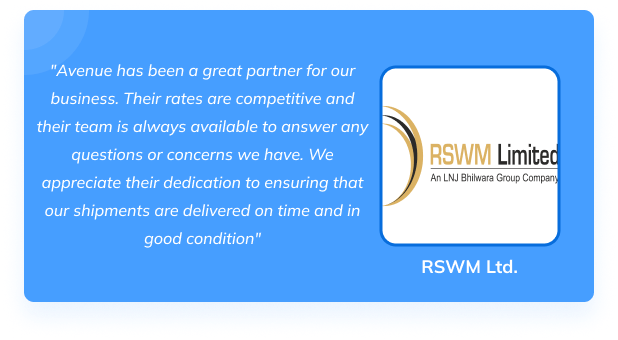 "Avenue has been a great partner for our
business. Their rates are competitive and
their team is always available to answer any
questions or concerns we have. We
appreciate their dedication to ensuring that
our shipments are delivered on time and in
good condition"
RSWM Limited
An LNJ Bhilwara Group Company
RSWM Ltd.